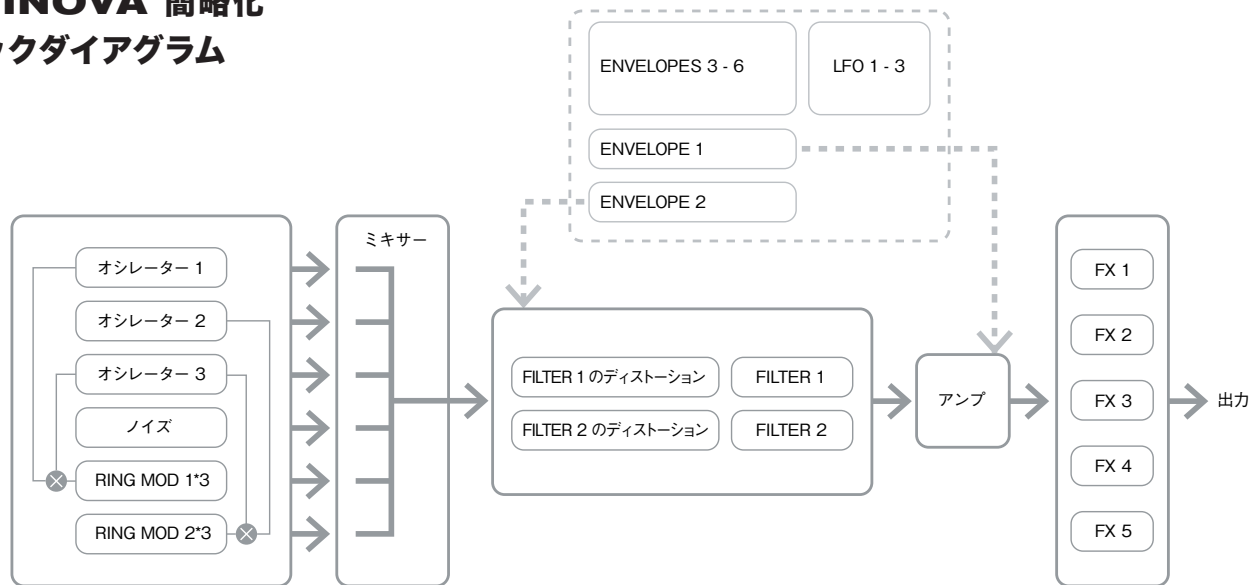 INOVA 簡略化
ックダイアグラム
ENVELOPES 3 - 6
LFO 1 - 3
ENVELOPE 1
ENVELOPE 2
オシレーター 1
オシレーター 2
オシレーター 3
ノイズ
RING MOD 1*3
RING MOD 2*3
ミキサー
FILTER 1 のディストーション
FILTER 1
FILTER 2 のディストーション
FILTER 2
アンプ
FX 1
FX 2
FX 3
FX 4
FX 5
出力